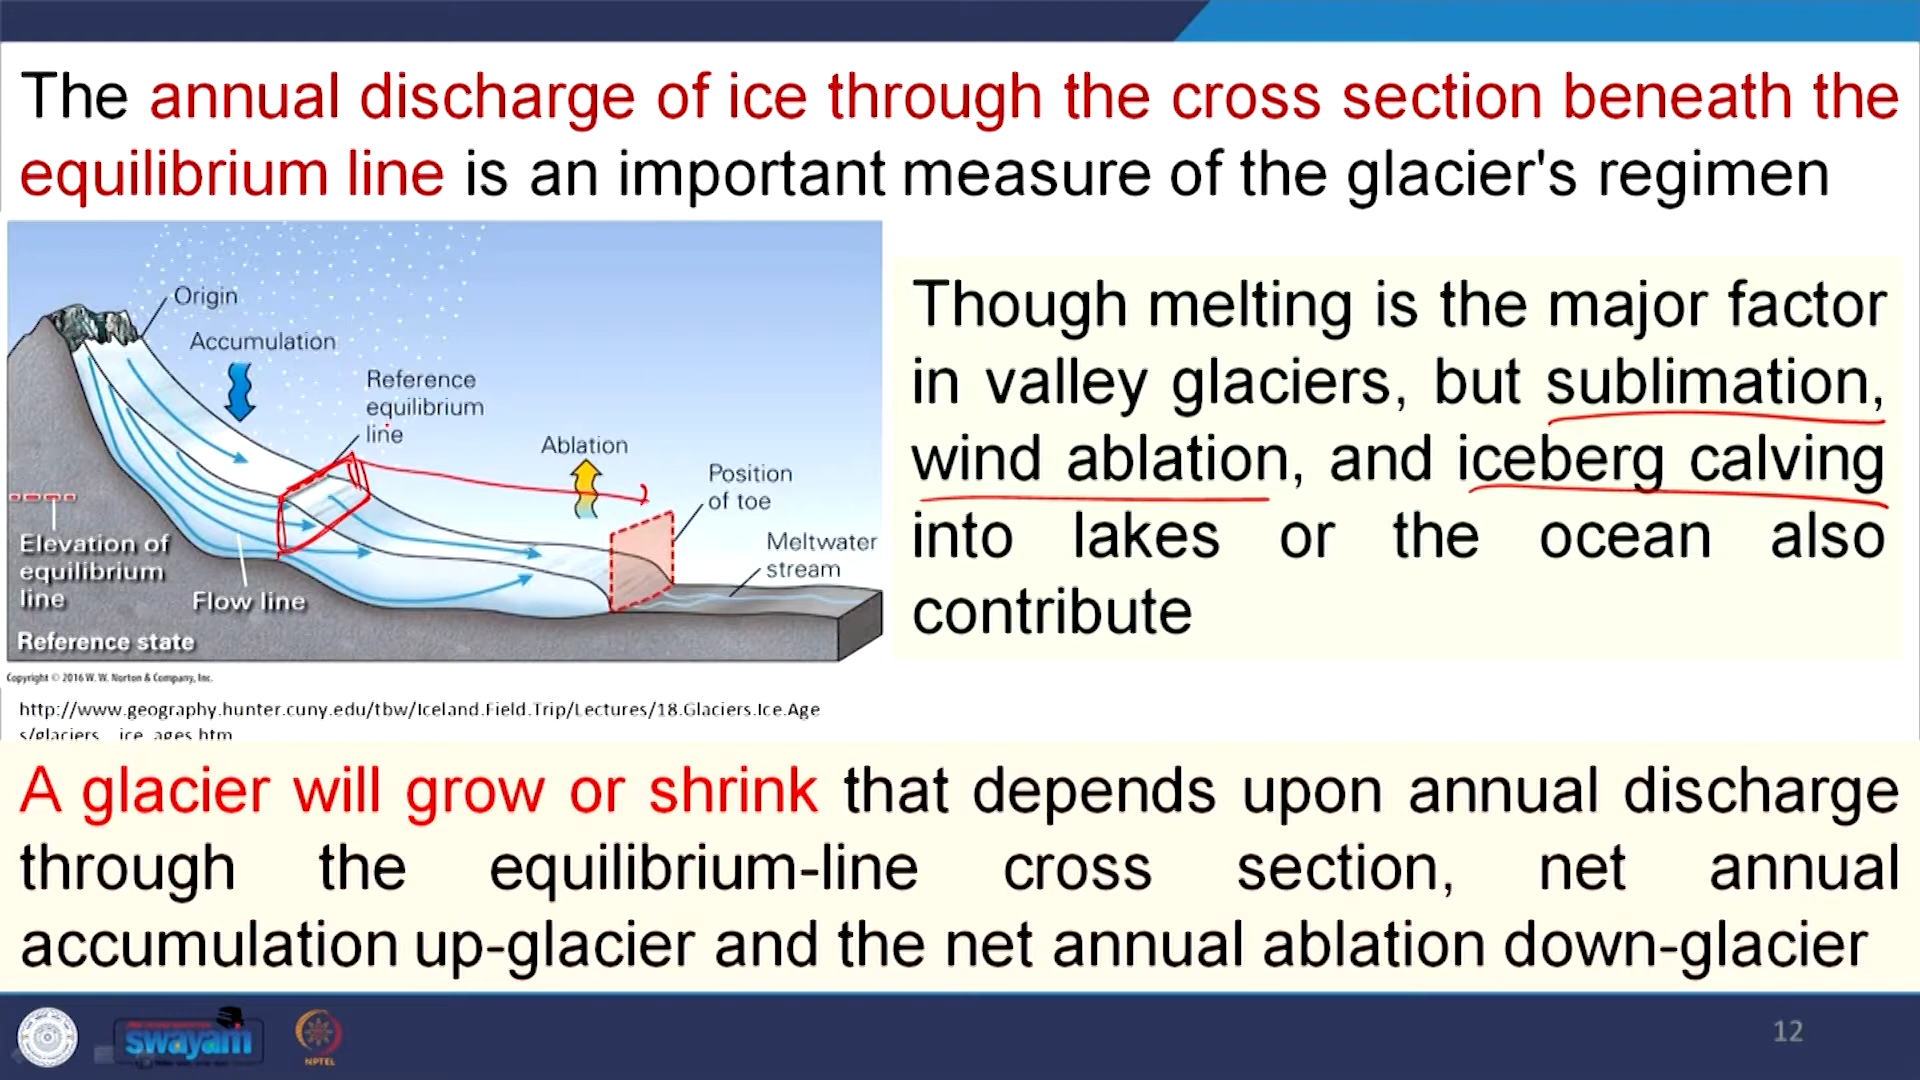 The annual discharge of ice through the cross section beneath the
equilibrium line is an important measure of the glacier's regimen
Origin
Accumulation
Reference
equilibrium
line
Ablation
Position
of toe
Meltwater
stream
Elevation of
equilibrium
line
Flow line
Reference state
Copyright © 2016 W. W. Norton & Company, Inc.
http://www.geography.hunter.cuny.edu/tbw/Iceland.Field.Trip/Lectures/18.Glaciers.Ice.Age
s/glaciers__ice_ages.htm
Though melting is the major factor
in valley glaciers, but sublimation,
wind ablation, and iceberg calving
into lakes or the ocean also
contribute
A glacier will grow or shrink that depends upon annual discharge
through the equilibrium-line cross section, net annual
accumulation up-glacier and the net annual ablation down-glacier
swayam
NPTEL
12